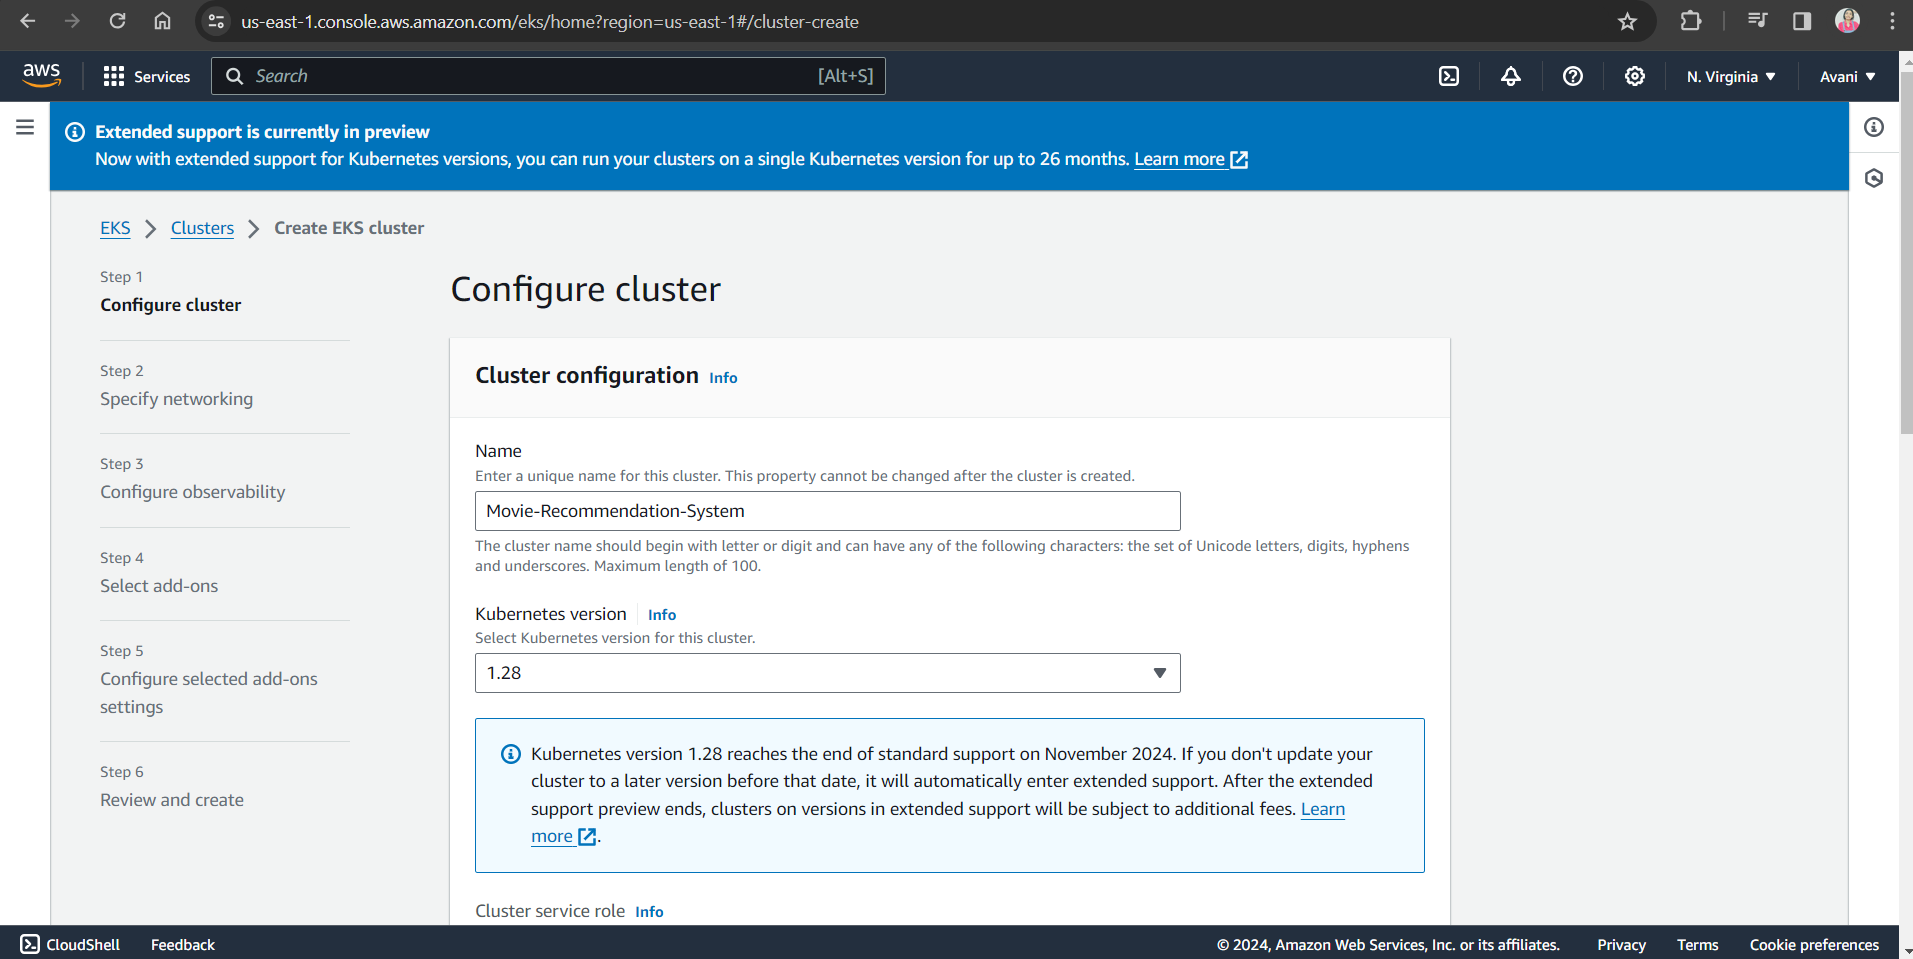 us-east-1.console.aws.amazon.com/eks/home?region=us-east-1#/cluster-create
aws
Services
Search
[Alt+S]
N. Virginia
Avani
Extended support is currently in preview
Now with extended support for Kubernetes versions, you can run your clusters on a single Kubernetes version for up to 26 months. Learn more
EKS
Clusters
Create EKS cluster
Step 1
Configure cluster
Step 2
Specify networking
Step 3
Configure observability
Step 4
Select add-ons
Step 5
Configure selected add-ons
settings
Step 6
Review and create
Configure cluster
Cluster configuration Info
Name
Enter a unique name for this cluster. This property cannot be changed after the cluster is created.
Movie-Recommendation-System
The cluster name should begin with letter or digit and can have any of the following characters: the set of Unicode letters, digits, hyphens
and underscores. Maximum length of 100.
Kubernetes version Info
Select Kubernetes version for this cluster.
1.28
Kubernetes version 1.28 reaches the end of standard support on November 2024. If you don't update your
cluster to a later version before that date, it will automatically enter extended support. After the extended
support preview ends, clusters on versions in extended support will be subject to additional fees. Learn
more.
Cluster service role Info
CloudShell
Feedback
© 2024, Amazon Web Services, Inc. or its affiliates.
Privacy
Terms
Cookie preferences